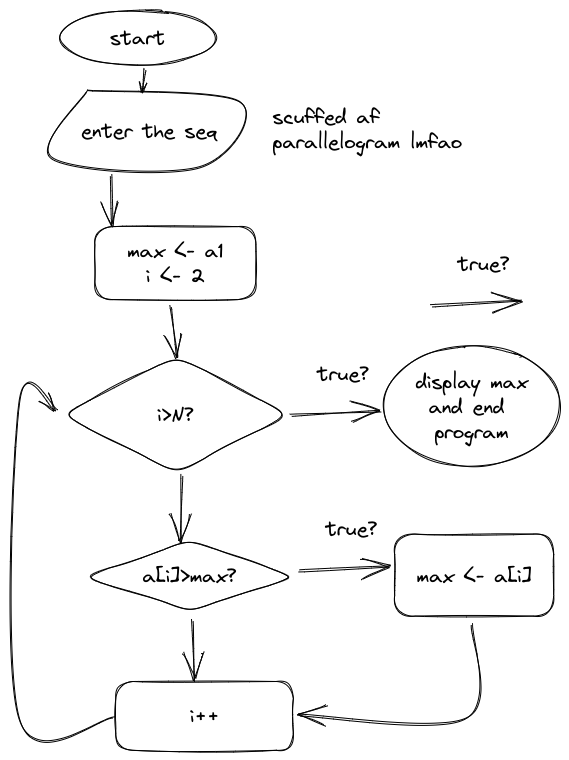 start
enter the seq
scuffed af
parallelogram lmfao
max <- a1
i <- 2
true?
true?
i>N?
display max
and end
program
true?
a[i]>max?
max <- a[i]
i++